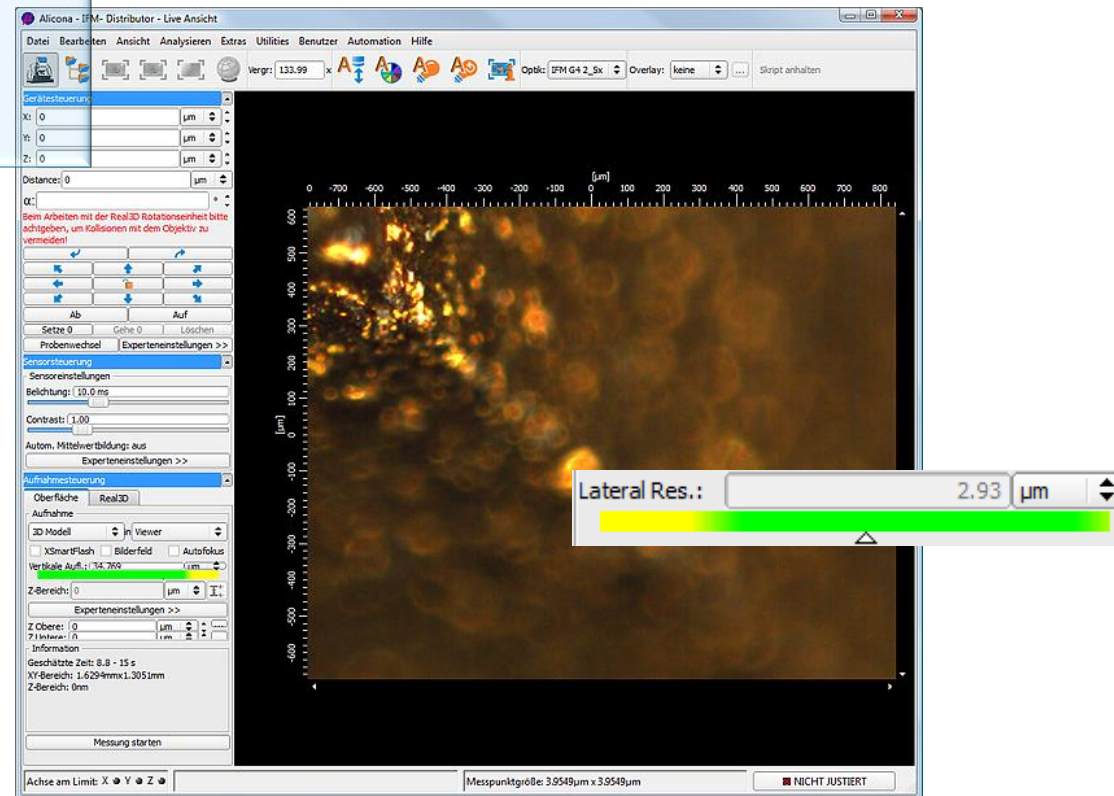 Alicona - IFM- Distributor - Live Ansicht
Datei Bearbeiten Ansicht Analysieren Extras Utilities Benutzer Automation Hilfe
Vergr: 133.99 x Optik: IFM G4 2_5x Overlay: keine ... Skript anhalten
Gerätesteuerung
X: 0 µm
Y: 0 µm
Z: 0 µm
Distance: 0 µm
α: °
Beim Arbeiten mit der Real3D Rotationseinheit bitte
achtgeben, um Kollisionen mit dem Objektiv zu
vermeiden!
Ab Auf
Setze 0 Gehe 0 Löschen
Probenwechsel Experteneinstellungen >>
Sensorsteuerung
Sensoreinstellungen
Belichtung: 10.0 ms
Contrast: 1.00
Autom. Mittelwertbildung: aus
Experteneinstellungen >>
Aufnahmesteuerung
Oberfläche Real3D
Aufnahme
3D Modell in Viewer
XSmartFlash Bilderfeld Autofokus
Vertikale Aufl.: 34.769 µm
Z-Bereich: 0 µm
Experteneinstellungen >>
Z Obere: 0 µm
Z Untere: 0 µm
Information
Geschätzte Zeit: 8.8 - 15 s
XY-Bereich: 1.6294mmx1.3051mm
Z-Bereich: 0nm
Messung starten
[µm]
0 -700 -600 -500 -400 -300 -200 -100 0 100 200 300 400 500 600 700 800
600
500
400
300
200
100
[µm]
0
-100
-200
-300
-400
-500
-600
Lateral Res.: 2.93 µm
Achse am Limit: X Y Z Messpunktgröße: 3.9549µm x 3.9549µm NICHT JUSTIERT